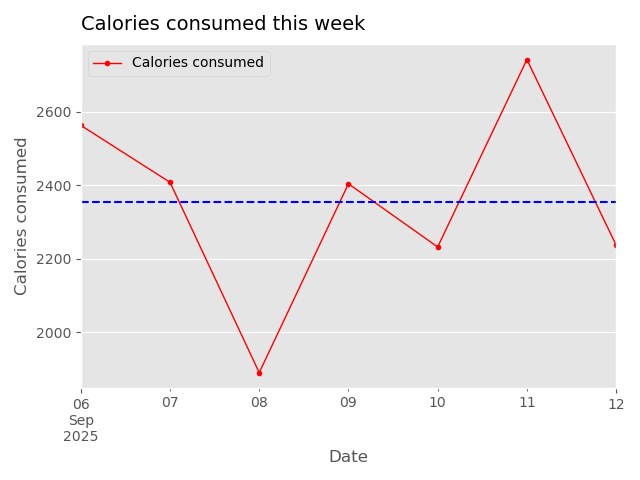 Calories consumed this week
Calories consumed
2600
2400
2200
2000
Calories consumed
06 07 08 09 10 11 12
Sep
2025
Date